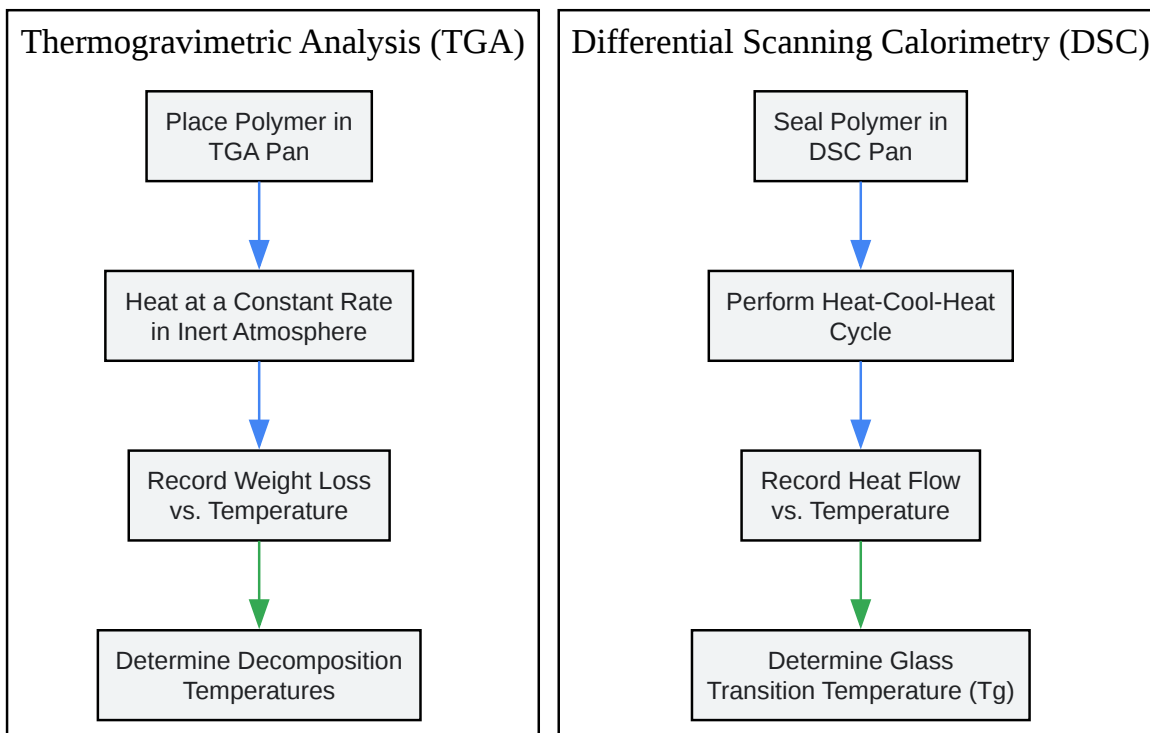 Thermogravimetric Analysis (TGA)
Place Polymer in
TGA Pan
Heat at a Constant Rate
in Inert Atmosphere
Record Weight Loss
vs. Temperature
Determine Decomposition
Temperatures
Differential Scanning Calorimetry (DSC)
Seal Polymer in
DSC Pan
Perform Heat-Cool-Heat
Cycle
Record Heat Flow
vs. Temperature
Determine Glass
Transition Temperature (Tg)